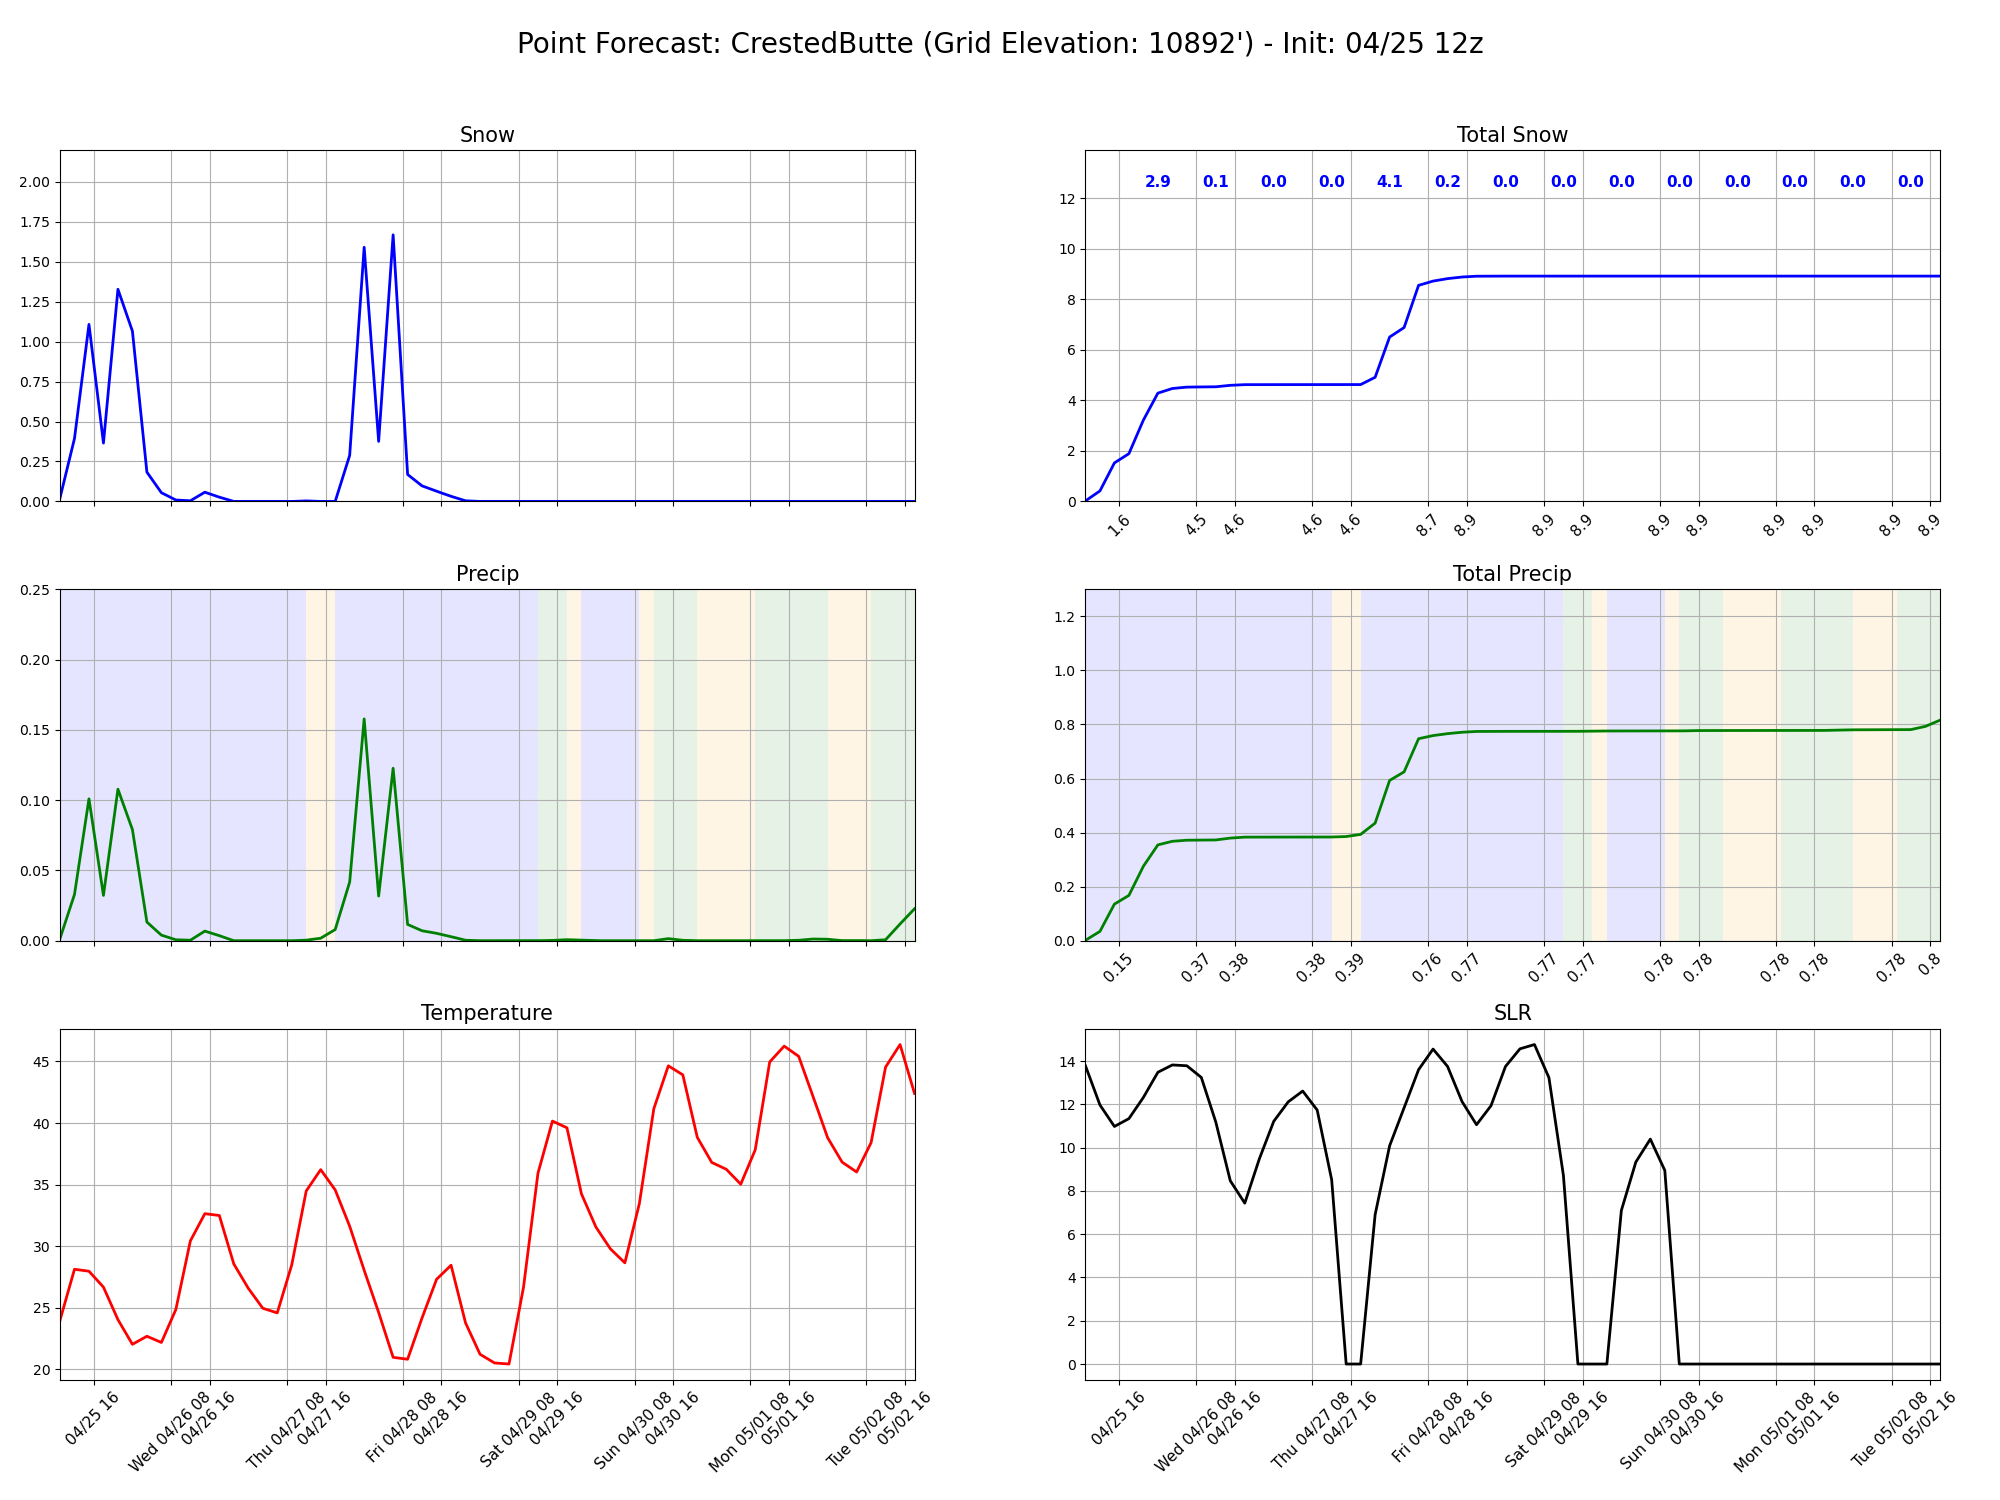 Point Forecast: CrestedButte (Grid Elevation: 10892') - Init: 04/25 12z
Snow
2.00
1.75
1.50
1.25
1.00
0.75
0.50
0.25
0.00
Total Snow
2.9 0.1 0.0 0.0 4.1 0.2 0.0 0.0 0.0 0.0 0.0 0.0 0.0 0.0
12
10
8
6
4
2
0
1.6 4.5 4.6 4.6 4.6 8.7 8.9 8.9 8.9 8.9 8.9 8.9 8.9 8.9 8.9
Precip
0.25
0.20
0.15
0.10
0.05
0.00
Total Precip
1.2
1.0
0.8
0.6
0.4
0.2
0.0
0.15 0.37 0.38 0.38 0.39 0.76 0.77 0.77 0.77 0.78 0.78 0.78 0.78 0.78 0.8
Temperature
45
40
35
30
25
20
04/25 16
Wed 04/26 08
04/26 16
Thu 04/27 08
04/27 16
Fri 04/28 08
04/28 16
Sat 04/29 08
04/29 16
Sun 04/30 08
04/30 16
Mon 05/01 08
05/01 16
Tue 05/02 08
05/02 16
SLR
14
12
10
8
6
4
2
0
04/25 16
Wed 04/26 08
04/26 16
Thu 04/27 08
04/27 16
Fri 04/28 08
04/28 16
Sat 04/29 08
04/29 16
Sun 04/30 08
04/30 16
Mon 05/01 08
05/01 16
Tue 05/02 08
05/02 16